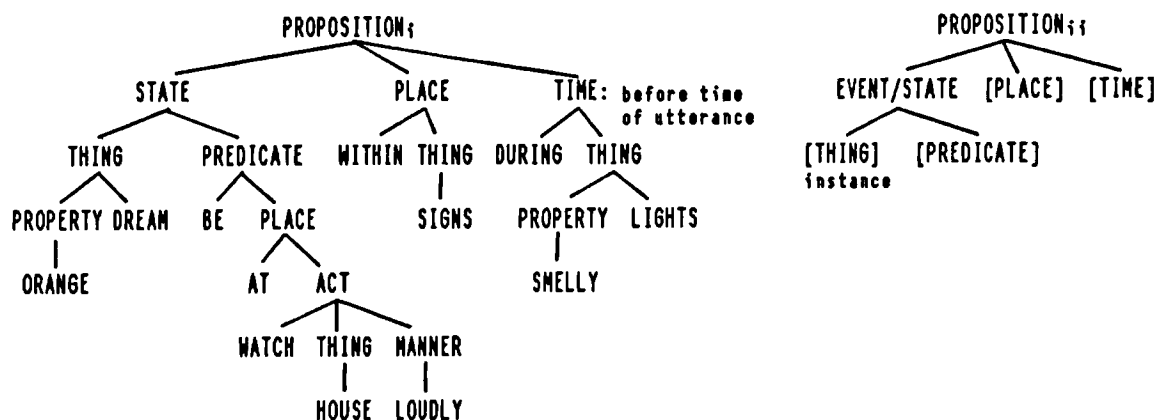 PROPOSITIONi PROPOSITIONii
STATE PLACE TIME: before time of utterance EVENT/STATE [PLACE] [TIME]
THING PREDICATE WITHIN THING DURING THING [THING] instance [PREDICATE]
PROPERTY DREAM BE PLACE SIGNS PROPERTY LIGHTS
ORANGE AT ACT SMELLY
WATCH THING MANNER
HOUSE LOUDLY